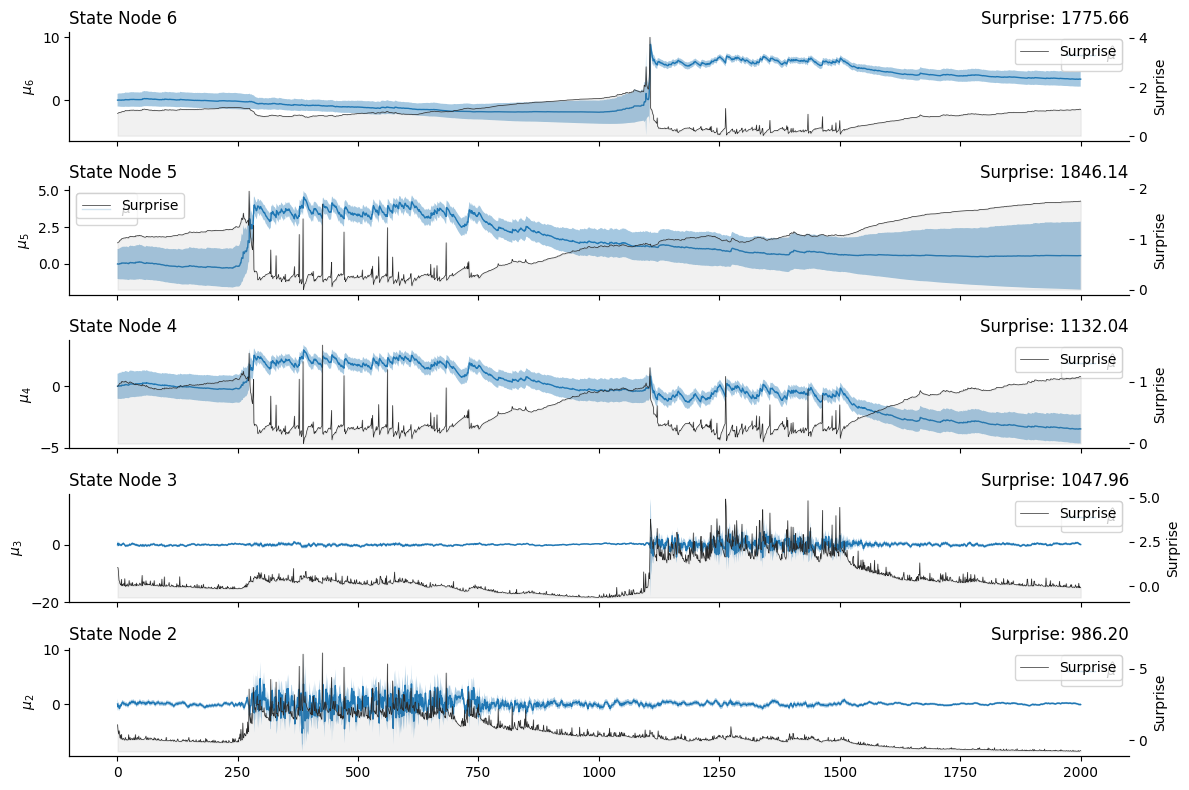 State Node 6 Surprise: 1775.66
10
0
μ6
Surprise
4
2
0
Surprise
State Node 5 Surprise: 1846.14
5.0
2.5
0.0
μ5
Surprise
2
1
0
Surprise
State Node 4 Surprise: 1132.04
0
−5
μ4
Surprise
1
0
Surprise
State Node 3 Surprise: 1047.96
0
−20
μ3
Surprise
5.0
2.5
0.0
Surprise
State Node 2 Surprise: 986.20
10
0
μ2
Surprise
5
0
Surprise
0 250 500 750 1000 1250 1500 1750 2000